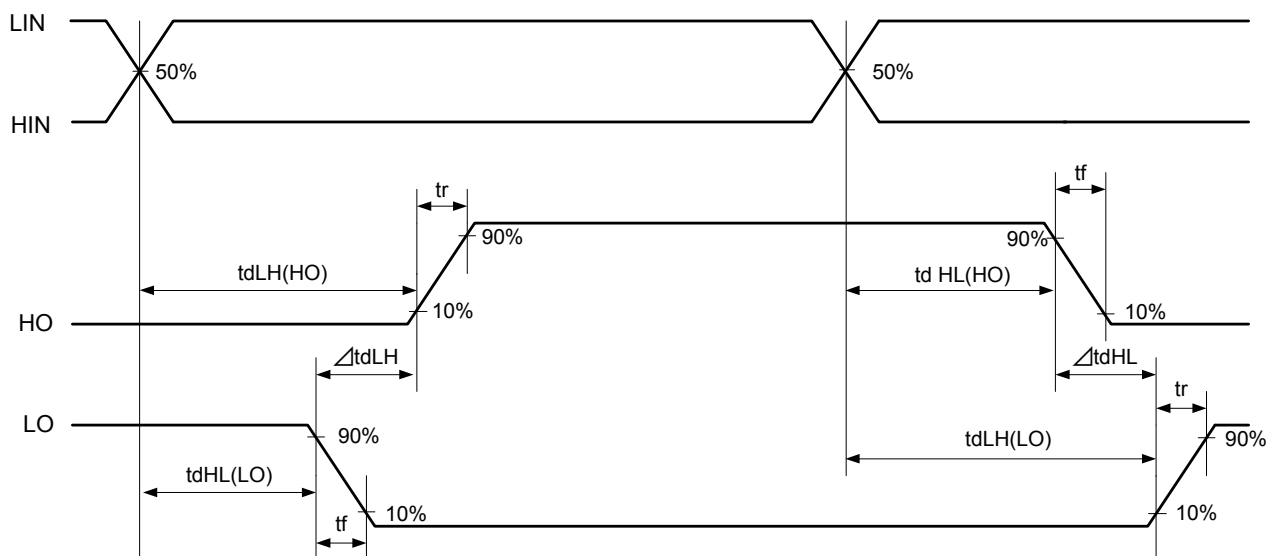 LIN
50%
50%
HIN
tr
tf
90%
90%
tdLH(HO)
td HL(HO)
10%
10%
HO
⊿tdLH
⊿tdHL
tr
LO
90%
tdLH(LO)
90%
tdHL(LO)
10%
10%
tf